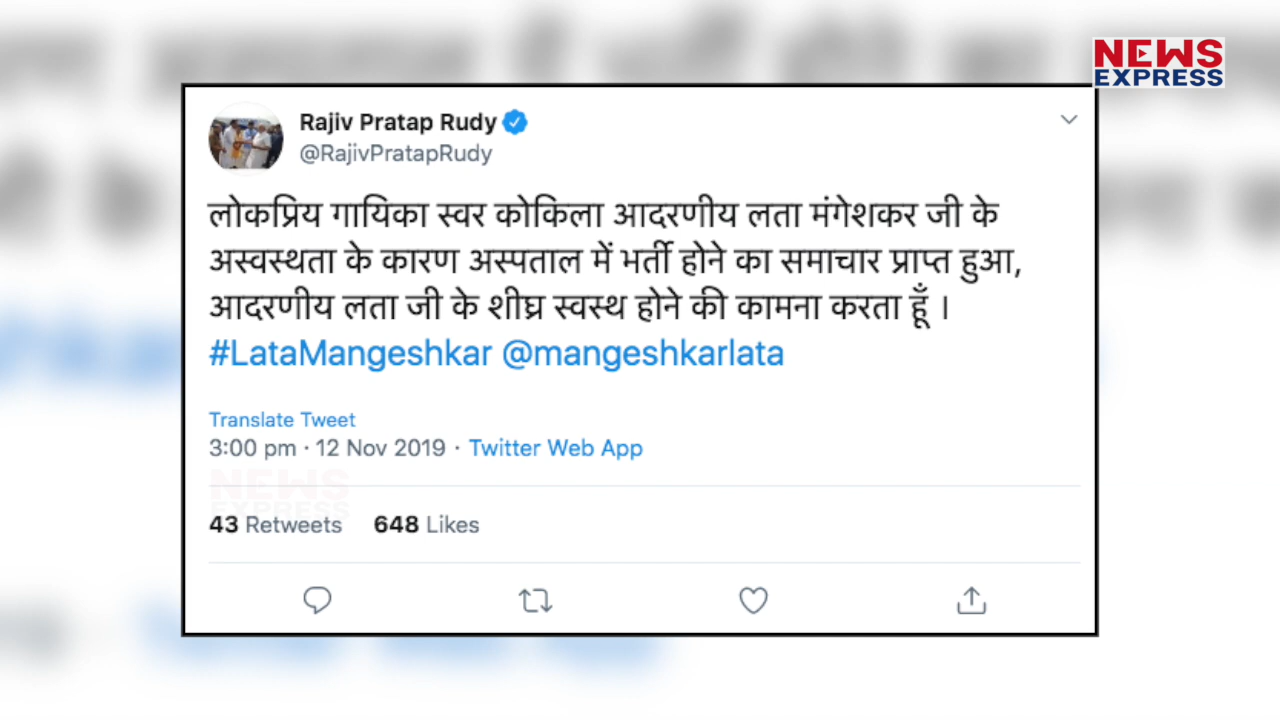 NEWS
EXPRESS
Rajiv Pratap Rudy
@RajivPratapRudy
लोकप्रिय गायिका स्वर कोकिला आदरणीय लता मंगेशकर जी के
अस्वस्थता के कारण अस्पताल में भर्ती होने का समाचार प्राप्त हुआ,
आदरणीय लता जी के शीघ्र स्वस्थ होने की कामना करता हूँ ।
#LataMangeshkar @mangeshkarlata
Translate Tweet
3:00 pm · 12 Nov 2019 · Twitter Web App
NEWS
EXPRESS
43 Retweets 648 Likes